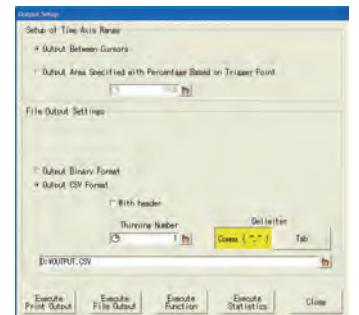 Output Setup
Setup of Time Axis Range
Output Between Cursors
Output Area Specified with Percentage Based on Trigger Point
File Output Settings
Output Binary Format
Output CSV Format
With header
Thinning Number
Delimiter
1
Comma ( "," )
Tab
D:\OUTPUT.CSV
Execute Print Output
Execute File Output
Execute Function
Execute Statistics
Close